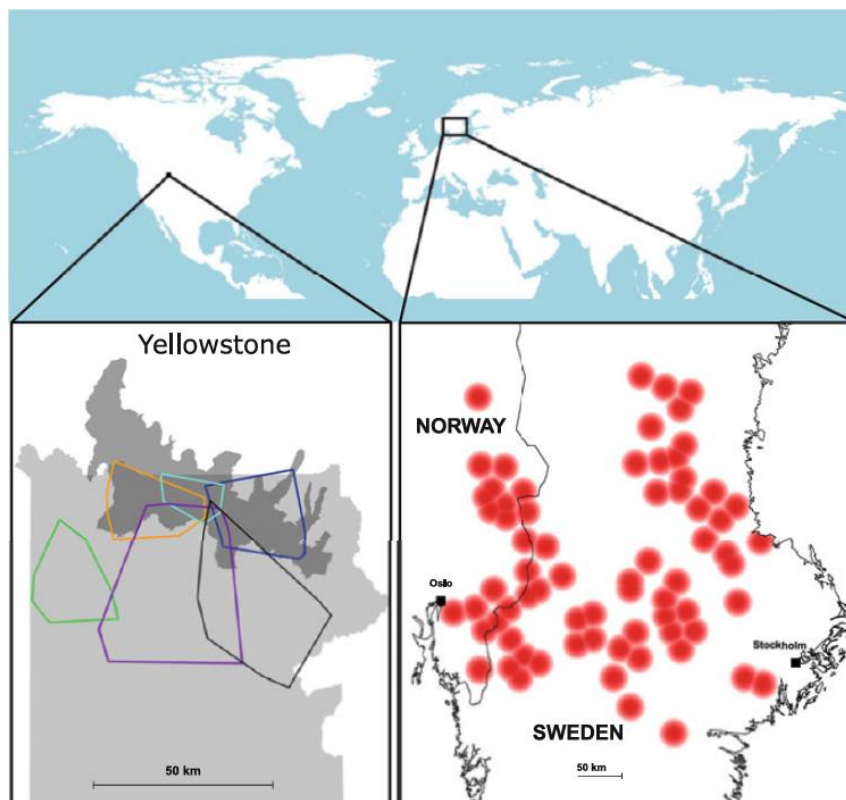 Yellowstone
50 km
NORWAY
Oslo
Stockholm
SWEDEN
50 km